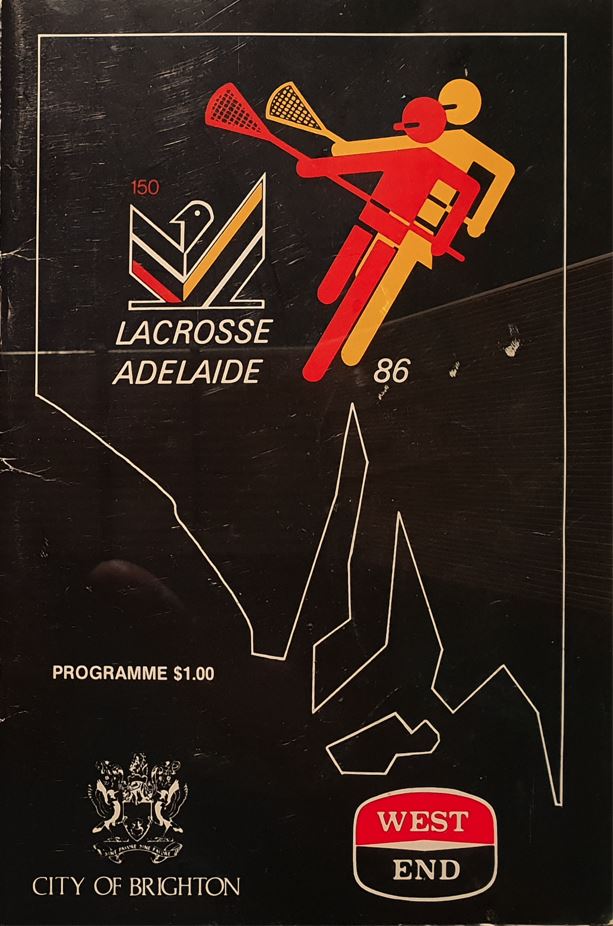 150
LACROSSE
ADELAIDE
86
PROGRAMME $1.00
CITY OF BRIGHTON
WEST
END